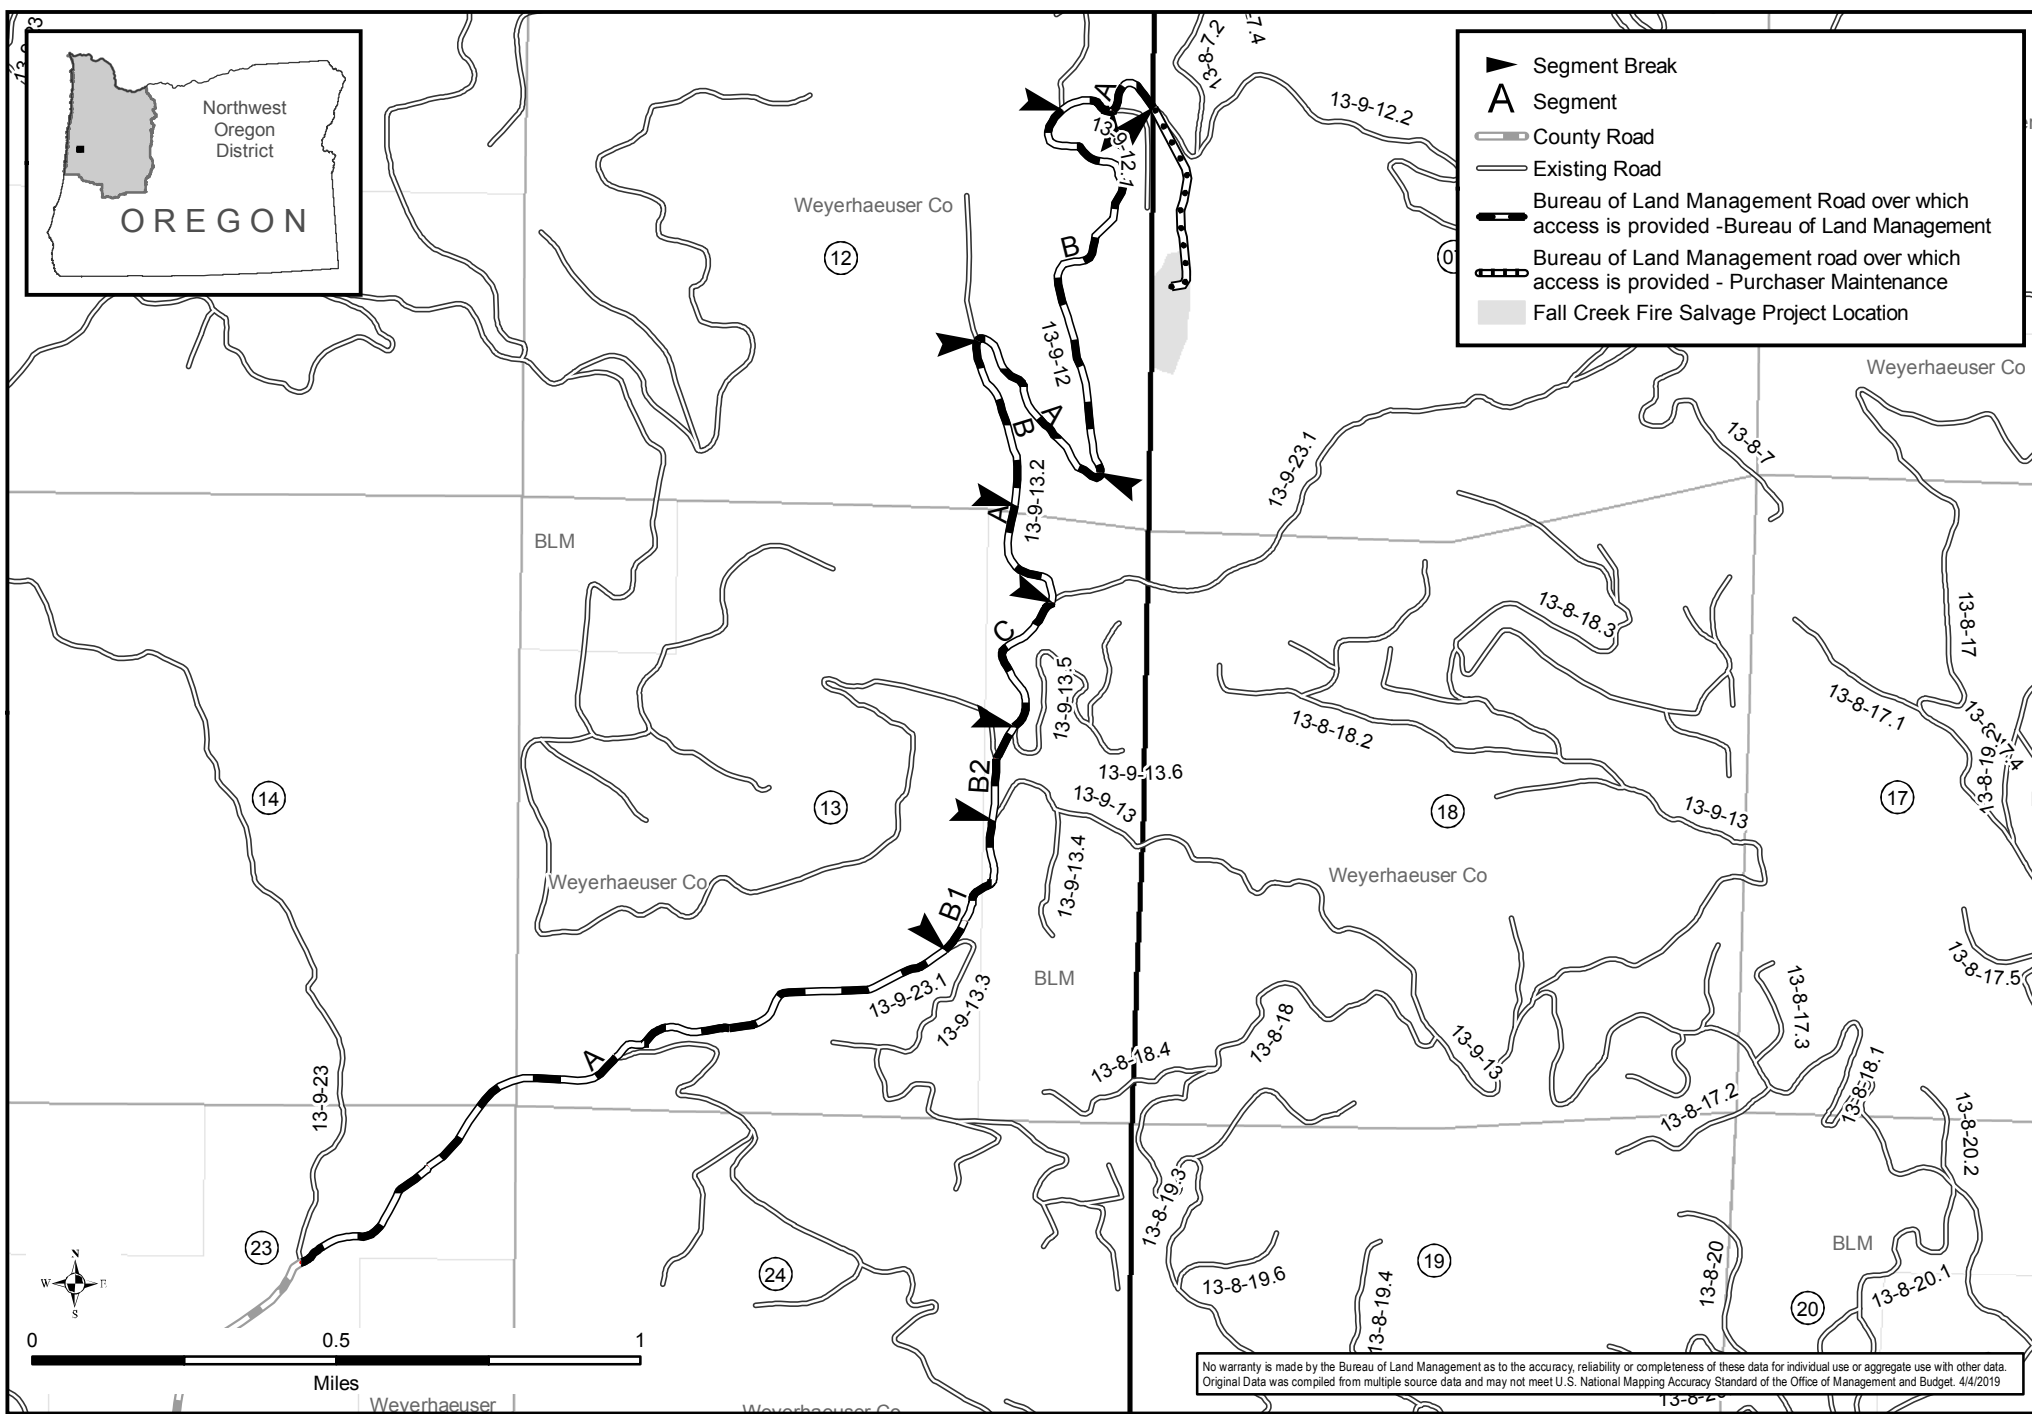 Northwest
Oregon
District
OREGON
Segment Break
A Segment
County Road
Existing Road
Bureau of Land Management Road over which
access is provided -Bureau of Land Management
Bureau of Land Management road over which
access is provided - Purchaser Maintenance
Fall Creek Fire Salvage Project Location
13-8-7.2
13-9-12.2
A
13-9-12.1
Weyerhaeuser Co
12
B
13-9-12
Weyerhaeuser Co
A
B
13-9-13.2
A
13-9-23.1
13-8-7
BLM
C
13-8-18.3
13-8-17
13-9-13.5
13-8-18.2
13-8-17.1
13-8-19.2
13-9-13.6
B2
13-9-13
14
13
18
13-9-13
17
13-9-13.4
Weyerhaeuser Co
Weyerhaeuser Co
B1
BLM
13-9-23.1
13-9-13.3
13-8-17.5
13-8-17.3
13-8-18
13-9-13
A
13-8-18.4
13-8-18.1
13-9-23
13-8-17.2
13-8-20.2
13-8-19.3
23
24
19
BLM
13-8-19.6
13-8-19.4
13-8-20
13-8-20.1
20
N
W E
S
0 0.5 1
Miles
No warranty is made by the Bureau of Land Management as to the accuracy, reliability or completeness of these data for individual use or aggregate use with other data.
Original Data was compiled from multiple source data and may not meet U.S. National Mapping Accuracy Standard of the Office of Management and Budget. 4/4/2019
Weyerhaeuser
Weyerhaeuser Co